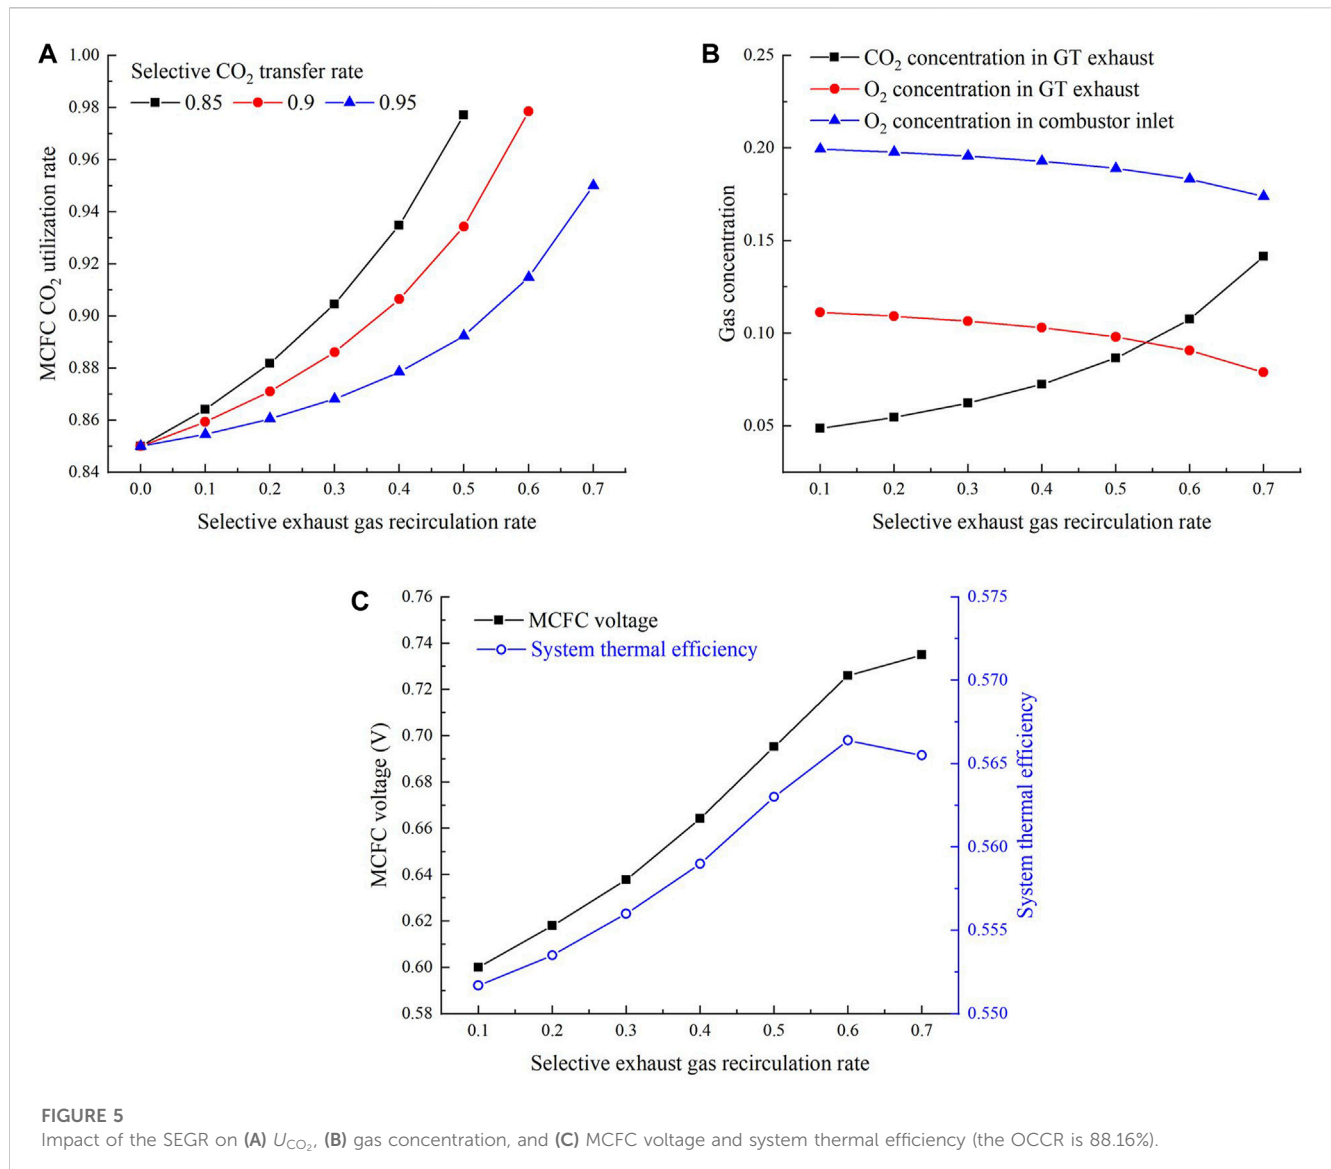 A
Selective CO2 transfer rate
0.85 0.9 0.95
1.00
0.98
0.96
0.94
0.92
0.90
0.88
0.86
0.84
MCFC CO2 utilization rate
0.0 0.1 0.2 0.3 0.4 0.5 0.6 0.7
Selective exhaust gas recirculation rate
B
CO2 concentration in GT exhaust
O2 concentration in GT exhaust
O2 concentration in combustor inlet
0.25
0.20
0.15
0.10
0.05
Gas concentration
0.1 0.2 0.3 0.4 0.5 0.6 0.7
Selective exhaust gas recirculation rate
C
MCFC voltage
System thermal efficiency
0.76
0.74
0.72
0.70
0.68
0.66
0.64
0.62
0.60
0.58
MCFC voltage (V)
0.575
0.570
0.565
0.560
0.555
0.550
System thermal efficiency
0.1 0.2 0.3 0.4 0.5 0.6 0.7
Selective exhaust gas recirculation rate
FIGURE 5
Impact of the SEGR on (A) UCO2, (B) gas concentration, and (C) MCFC voltage and system thermal efficiency (the OCCR is 88.16%).